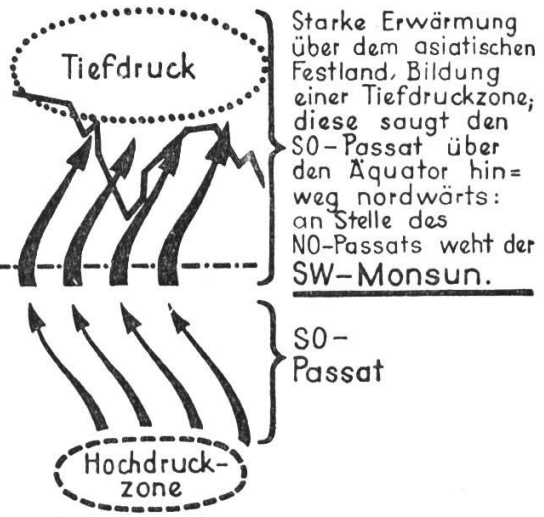 Tiefdruck
Starke Erwärmung
über dem asiatischen
Festland, Bildung
einer Tiefdruckzone;
diese saugt den
SO-Passat über
den Äquator hin=
weg nordwärts:
an Stelle des
NO-Passats weht der
SW-Monsun.
SO-
Passat
Hochdruck-
zone